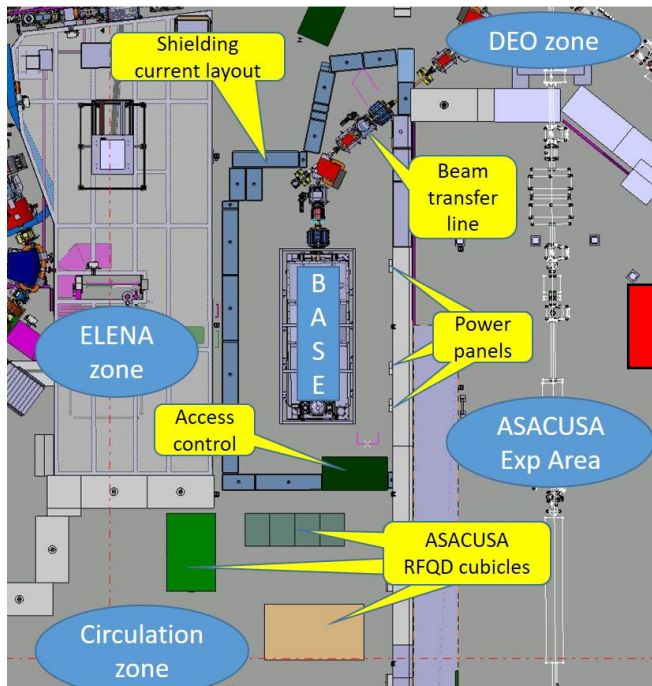 Shielding
current layout
DEO zone
Beam
transfer
line
B
A
S
E
ELENA
zone
Power
panels
Access
control
ASACUSA
Exp Area
ASACUSA
RFQD cubicles
Circulation
zone